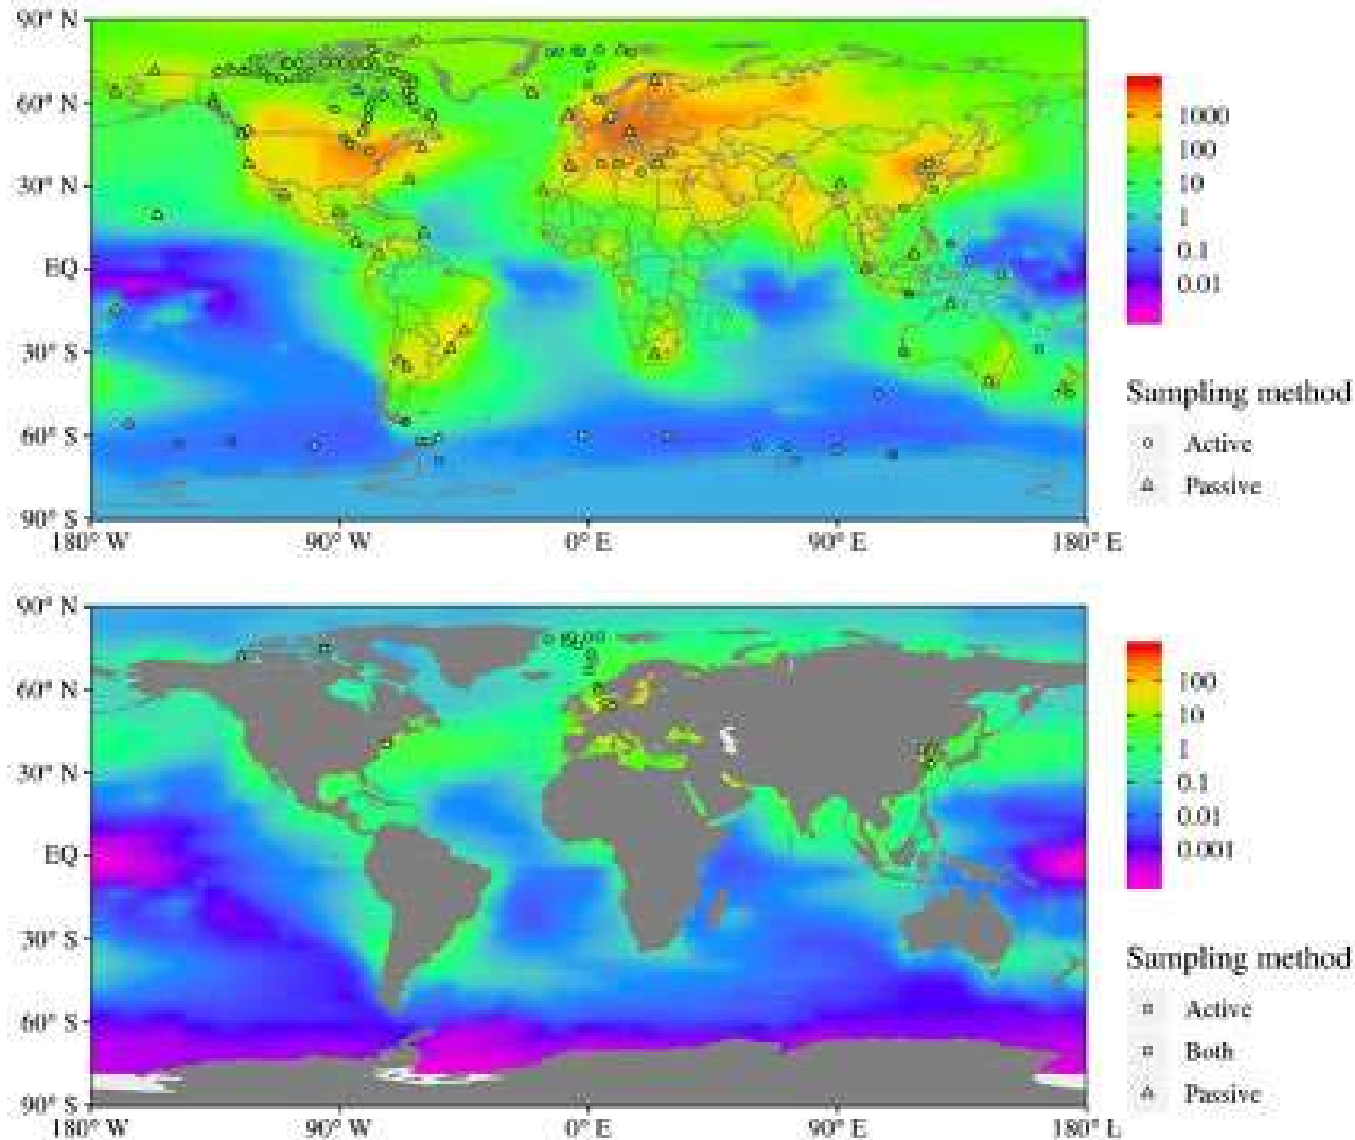 90° N
60° N
30° N
EQ
30° S
60° S
90° S
180° W
90° W
0° E
90° E
180° E
1000
100
10
1
0.1
0.01
Sampling method
Active
Passive
90° N
60° N
30° N
EQ
30° S
60° S
90° S
180° W
90° W
0° E
90° E
180° E
100
10
1
0.1
0.01
0.001
Sampling method
Active
Both
Passive